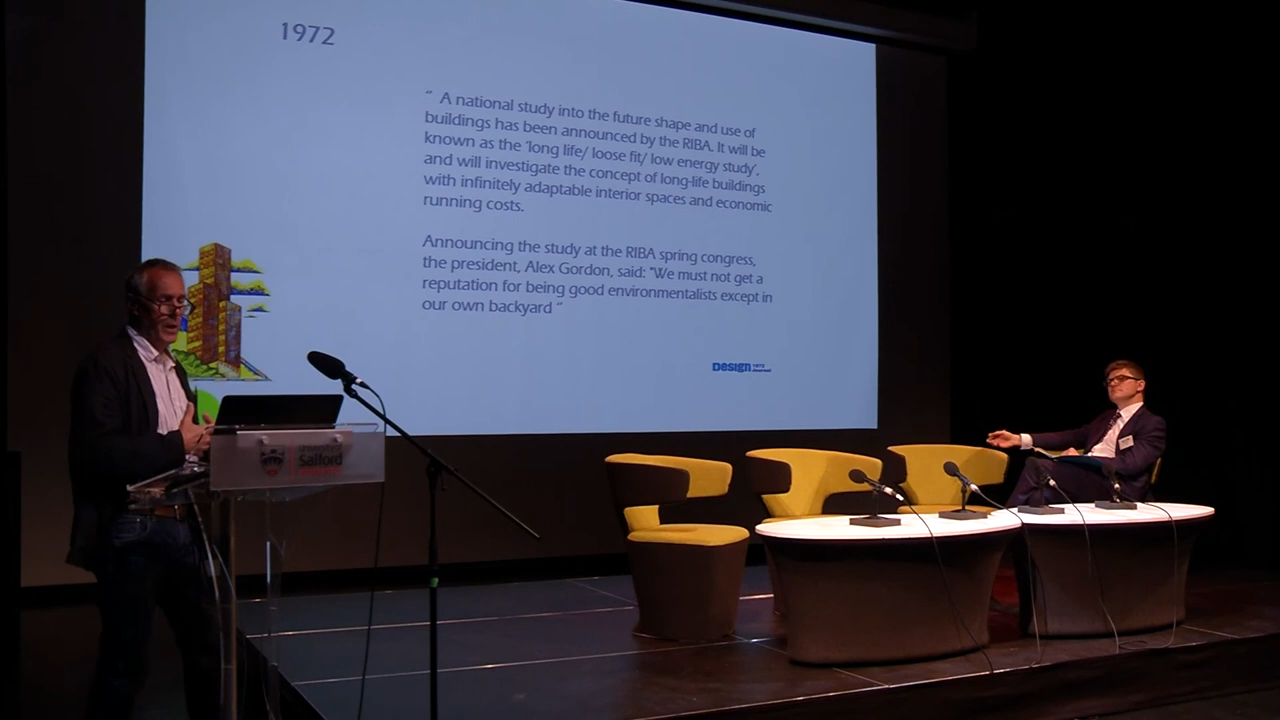 1972
“ A national study into the future shape and use of
buildings has been announced by the RIBA. It will be
known as the ‘long life/ loose fit/ low energy study’,
and will investigate the concept of long-life buildings
with infinitely adaptable interior spaces and economic
running costs.
Announcing the study at the RIBA spring congress,
the president, Alex Gordon, said: “We must not get a
reputation for being good environmentalists except in
our own backyard ”
Design 1972
University of
Salford